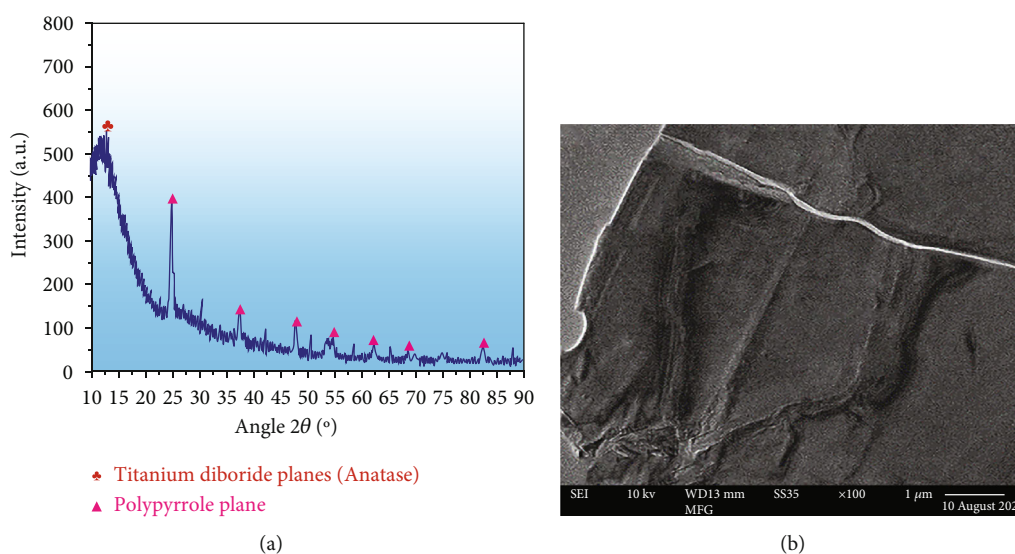 800
700
600
500
400
300
200
100
0
Intensity (a.u.)
10 15 20 25 30 35 40 45 50 55 60 65 70 75 80 85 90
Angle 2θ (º)
♣ Titanium diboride planes (Anatase)
▲ Polypyrrole plane
(a)
SEI 10 kv WD13 mm SS35 ×100 1 μm
MFG 10 August 202
(b)